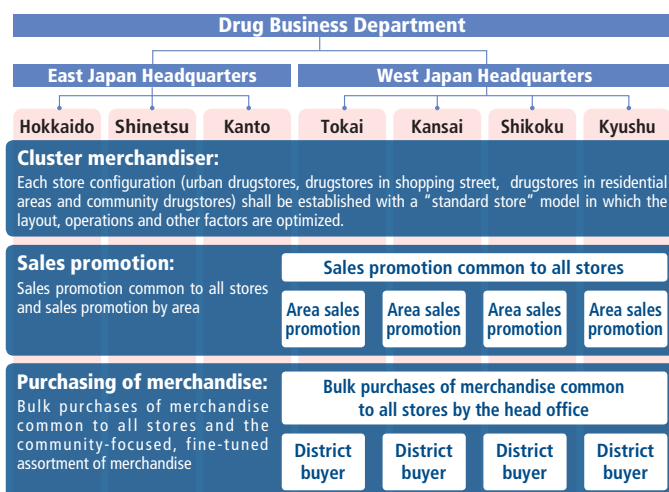 Drug Business Department
East Japan Headquarters
West Japan Headquarters
Hokkaido
Shinetsu
Kanto
Tokai
Kansai
Shikoku
Kyushu
Cluster merchandiser:
Each store configuration (urban drugstores, drugstores in shopping street, drugstores in residential
areas and community drugstores) shall be established with a “standard store” model in which the
layout, operations and other factors are optimized.
Sales promotion:
Sales promotion common to all stores
and sales promotion by area
Sales promotion common to all stores
Area sales
promotion
Area sales
promotion
Area sales
promotion
Area sales
promotion
Purchasing of merchandise:
Bulk purchases of merchandise
common to all stores and the
community-focused, fine-tuned
assortment of merchandise
Bulk purchases of merchandise common
to all stores by the head office
District
buyer
District
buyer
District
buyer
District
buyer